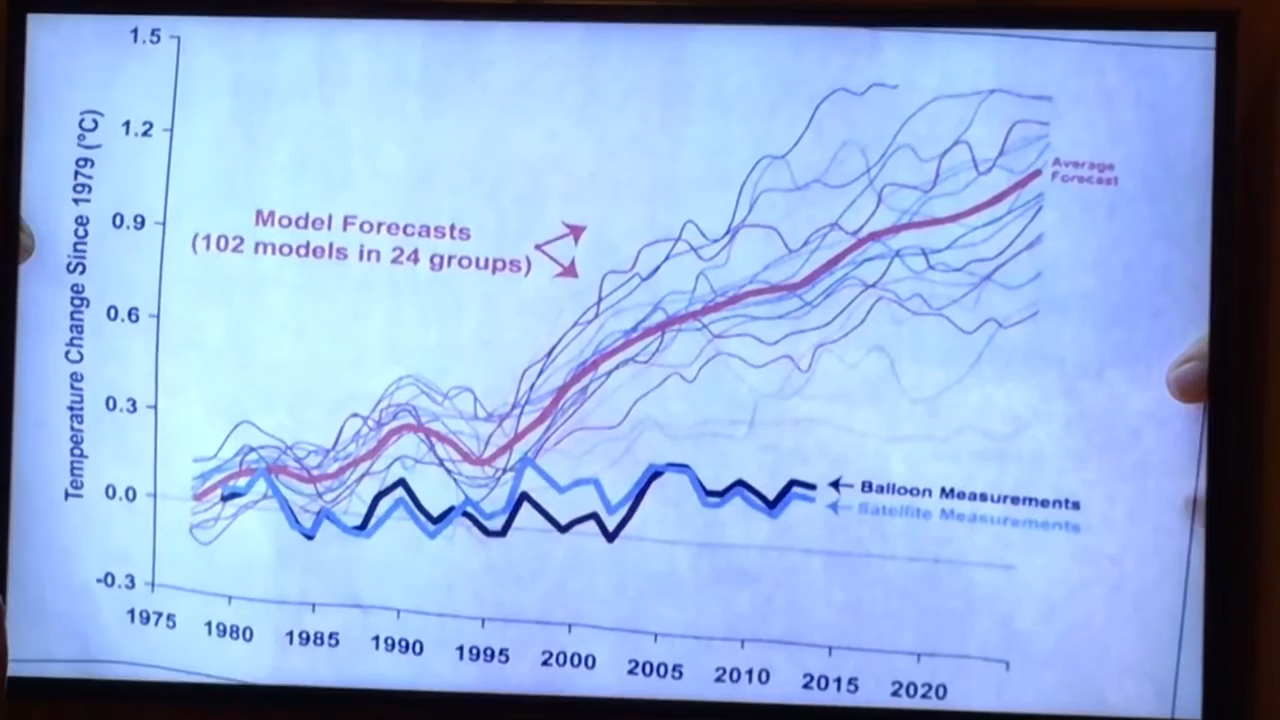 1.5
1.2
0.9
0.6
0.3
0.0
-0.3
Temperature Change Since 1979 (°C)
Model Forecasts
(102 models in 24 groups)
Average
Forecast
Balloon Measurements
Satellite Measurements
1975 1980 1985 1990 1995 2000 2005 2010 2015 2020